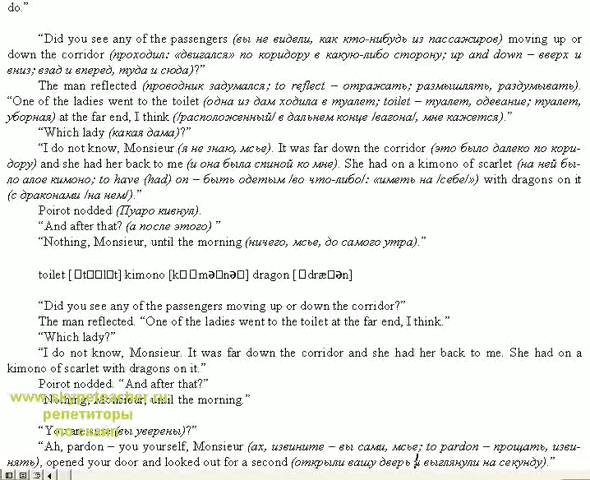 do.”
“Did you see any of the passengers (вы не видели, как кто-нибудь из пассажиров) moving up or
down the corridor (проходил: «двигался» по коридору в какую-либо сторону; up and down – вверх и
вниз; взад и вперед, туда и сюда)?”
The man reflected (проводник задумался; to reflect – отражать; размышлять, раздумывать).
“One of the ladies went to the toilet (одна из дам ходила в туалет; toilet – туалет, одевание; туалет,
уборная) at the far end, I think (/расположенный/ в дальнем конце /вагона/, мне кажется).”
“Which lady (какая дама)?”
“I do not know, Monsieur (я не знаю, мсье). It was far down the corridor (это было далеко по кори-
дору) and she had her back to me (и она была спиной ко мне). She had on a kimono of scarlet (на ней бы-
ло алое кимоно; to have (had) on – быть одетым /во что-либо/: «иметь на /себе/») with dragons on it
(с драконами /на нем/).”
Poirot nodded (Пуаро кивнул).
“And after that? (а после этого) ”
“Nothing, Monsieur, until the morning (ничего, мсье, до самого утра).”
toilet [▯t▯▯l▯t] kimono [k▯▯mə▯nə▯] dragon [▯dræ▯ən]
“Did you see any of the passengers moving up or down the corridor?”
The man reflected. “One of the ladies went to the toilet at the far end, I think.”
“Which lady?”
“I do not know, Monsieur. It was far down the corridor and she had her back to me. She had on a
kimono of scarlet with dragons on it.”
Poirot nodded. “And after that?”
www.skypeteacher.ru
“Nothing, Monsieur, until the morning.”
репетиторы
“You are sure (вы уверены)?”
по скайп
“Ah, pardon – you yourself, Monsieur (ах, извините – вы сами, мсье; to pardon – прощать, изви-
нять), opened your door and looked out for a second (открыли вашу дверь и выглянули на секунду).”